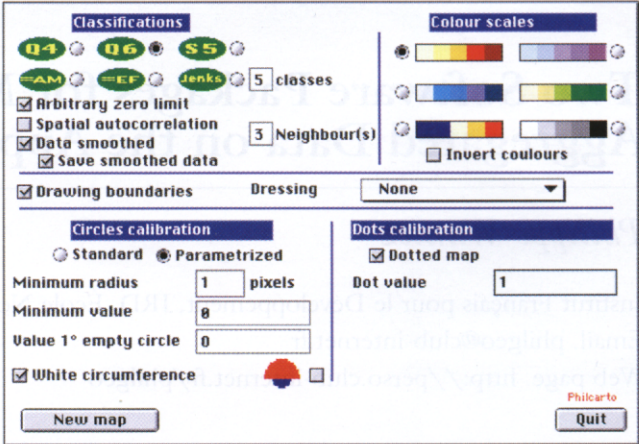 Classifications
Colour scales
Q4 Q6 S5
=AM =EF Jenks 5 classes
Arbitrary zero limit
Spatial autocorrelation
3 Neighbour(s)
Data smoothed
Save smoothed data
Invert coulours
Drawing boundaries Dressing None
Circles calibration
Dots calibration
Standard Parametrized
Dotted map
Minimum radius 1 pixels
Dot value 1
Minimum value 0
Value 1° empty circle 0
White circumference
Philcarto
New map
Quit